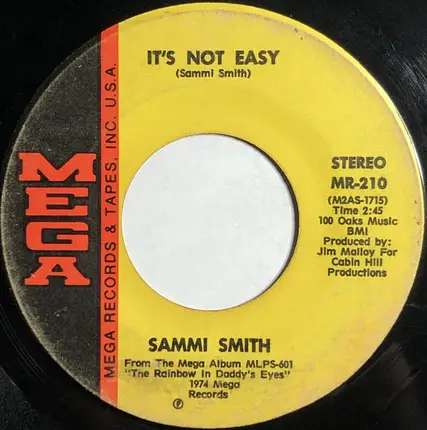 IT'S NOT EASY
(Sammi Smith)
MEGA
MEGA RECORDS & TAPES, INC. U.S.A.
STEREO
MR-210
(M2AS-1715)
Time 2:45
100 Oaks Music
BMI
Produced by:
Jim Malloy For
Cabin Hill
Productions
SAMMI SMITH
From The Mega Album MLPS-601
"The Rainbow In Daddy's Eyes"
1974 Mega
Records
℗